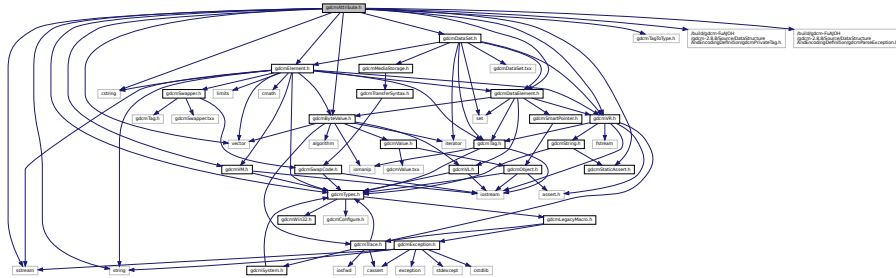 gdcmAttribute.h
/build/gdcm-FuAJOH
/gdcm-2.8.8/Source/DataStructure
AndEncodingDefinition/gdcmPrivateTag.h
/build/gdcm-FuAJOH
/gdcm-2.8.8/Source/DataStructure
AndEncodingDefinition/gdcmParseException.h
gdcmDataSet.h
gdcmTagToType.h
gdcmElement.h
gdcmMediaStorage.h
gdcmDataSet.txx
cstring
gdcmSwapper.h
limits
cmath
gdcmTransferSyntax.h
gdcmDataElement.h
gdcmTag.h
gdcmSwapper.txx
gdcmByteValue.h
set
gdcmSmartPointer.h
gdcmVR.h
vector
algorithm
gdcmValue.h
iterator
gdcmTag.h
gdcmString.h
fstream
gdcmVM.h
gdcmSwapCode.h
iomanip
gdcmValue.txx
gdcmVL.h
gdcmObject.h
gdcmStaticAssert.h
gdcmTypes.h
iostream
assert.h
gdcmWin32.h
gdcmConfigure.h
gdcmLegacyMacro.h
gdcmTrace.h
gdcmException.h
sstream
string
gdcmSystem.h
iosfwd
cassert
exception
stdexcept
cstdlib